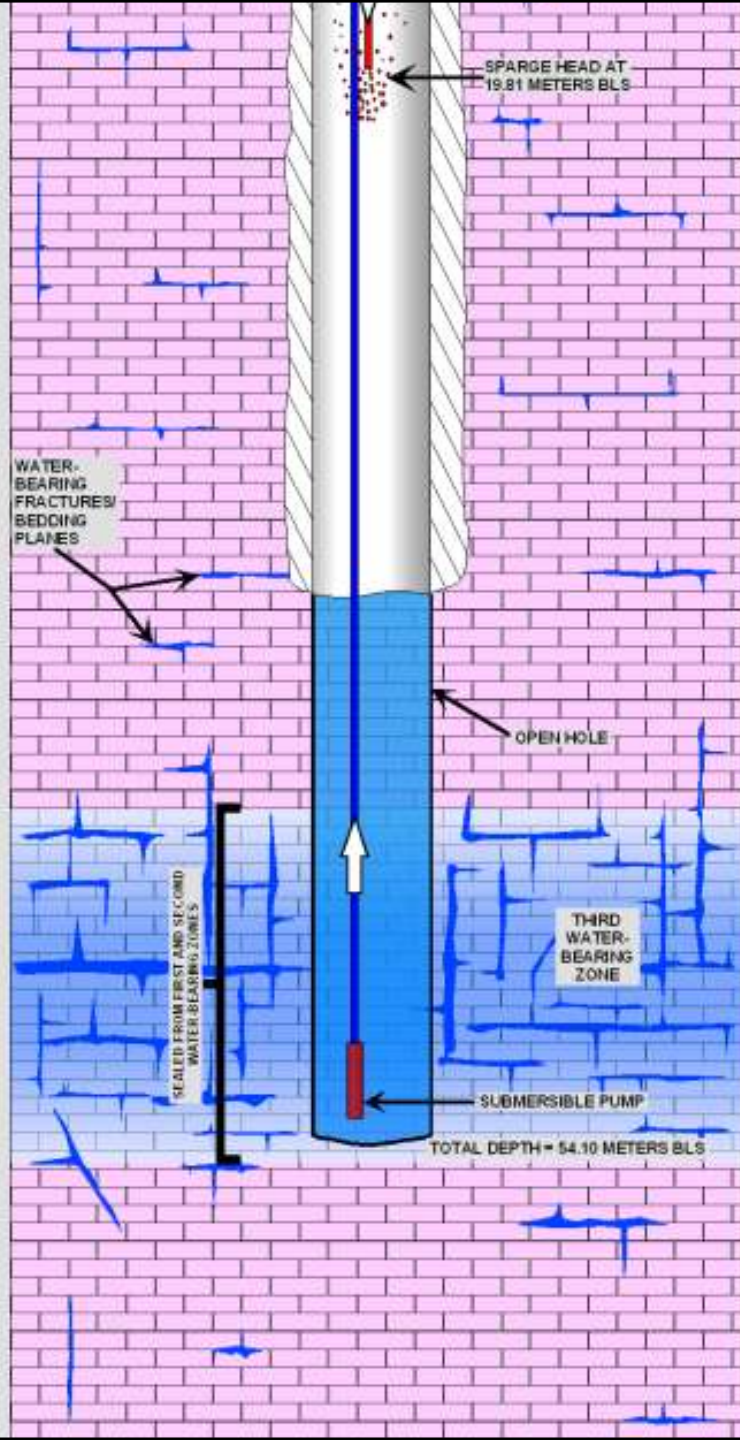 SPARGE HEAD AT
19.81 METERS BLS
WATER-
BEARING
FRACTURES/
BEDDING
PLANES
OPEN HOLE
SEALED FROM FIRST AND SECOND
WATER-BEARING ZONES
THIRD
WATER-
BEARING
ZONE
SUBMERSIBLE PUMP
TOTAL DEPTH = 54.10 METERS BLS